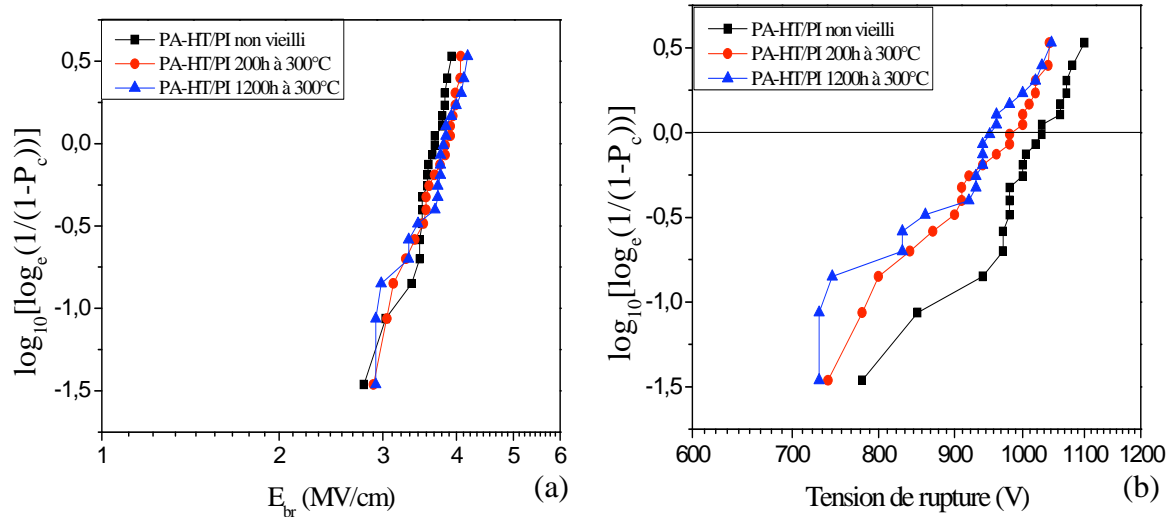 PA-HT/PI non vieilli
PA-HT/PI 200h à 300°C
PA-HT/PI 1200h à 300°C
0,5
0,0
-0,5
-1,0
-1,5
log10[loge(1/(1-Pc))]
1 2 3 4 5 6
Ebr (MV/cm)
(a)
PA-HT/PI non vieilli
PA-HT/PI 200h à 300°C
PA-HT/PI 1200h à 300°C
0,5
0,0
-0,5
-1,0
-1,5
log10[loge(1/(1-Pc))]
600 700 800 900 1000 1100 1200
Tension de rupture (V)
(b)